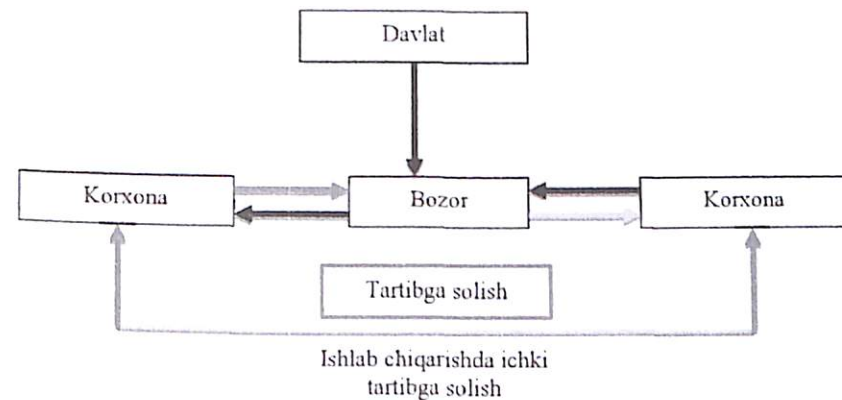 Davlat
Korxona
Bozor
Korxona
Tartibga solish
Ishlab chiqarishda ichki
tartibga solish